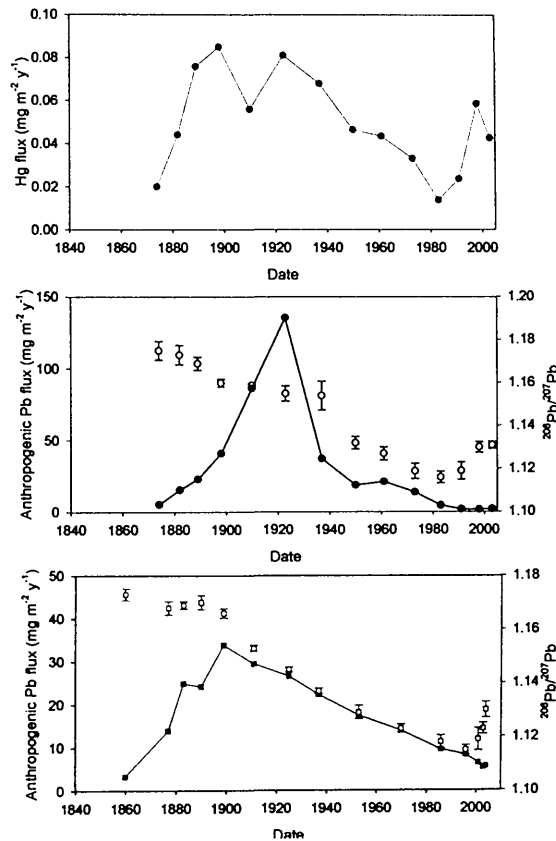 0.10
0.08
0.06
0.04
0.02
0.00
Hg flux (mg m⁻² y⁻¹)
1840 1860 1880 1900 1920 1940 1960 1980 2000
Date
150
100
50
0
Anthropogenic Pb flux (mg m⁻² y⁻¹)
1.20
1.18
1.16
1.14
1.12
1.10
²⁰⁶Pb/²⁰⁷Pb
1840 1860 1880 1900 1920 1940 1960 1980 2000
Date
50
40
30
20
10
0
Anthropogenic Pb flux (mg m⁻² y⁻¹)
1.18
1.16
1.14
1.12
1.10
²⁰⁶Pb/²⁰⁷Pb
1840 1860 1880 1900 1920 1940 1960 1980 2000
Date